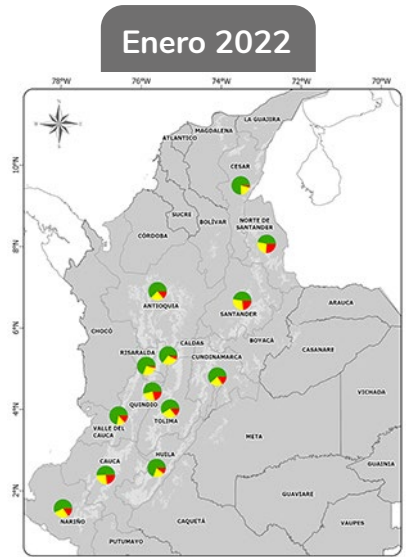 Enero 2022
78°W 76°W 74°W 72°W 70°W
10°N
8°N
6°N
4°N
2°N
LA GUAJIRA
MAGDALENA
ATLANTICO
CESAR
SUCRE
BOLÍVAR
NORTE DE
SANTANDER
CÓRDOBA
ANTIOQUIA
SANTANDER
ARAUCA
CHOCÓ
BOYACÁ
CALDAS
RISARALDA
CUNDINAMARCA
CASANARE
VICHADA
QUINDIO
TOLIMA
VALLE DEL
CAUCA
META
CAUCA
HUILA
GUAINIA
GUAVIARE
NARIÑO
CAQUETÁ
VAUPES
PUTUMAYO